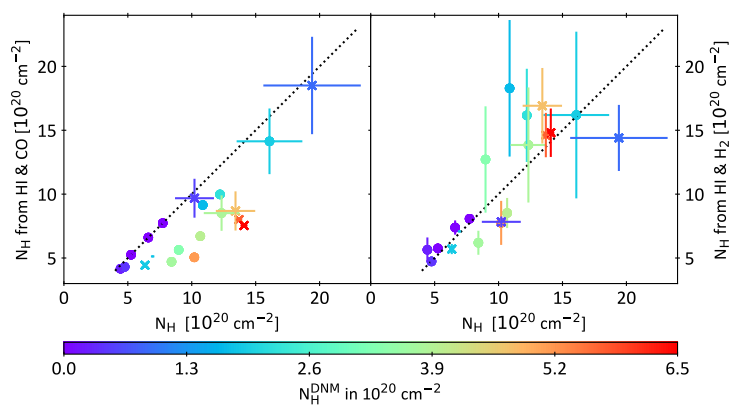 N_H from HI & CO [10^20 cm^-2]
20
15
10
5
0 5 10 15 20
N_H [10^20 cm^-2]
0 5 10 15 20
N_H [10^20 cm^-2]
20
15
10
5
N_H from HI & H_2 [10^20 cm^-2]
0.0 1.3 2.6 3.9 5.2 6.5
N_H^DNM in 10^20 cm^-2